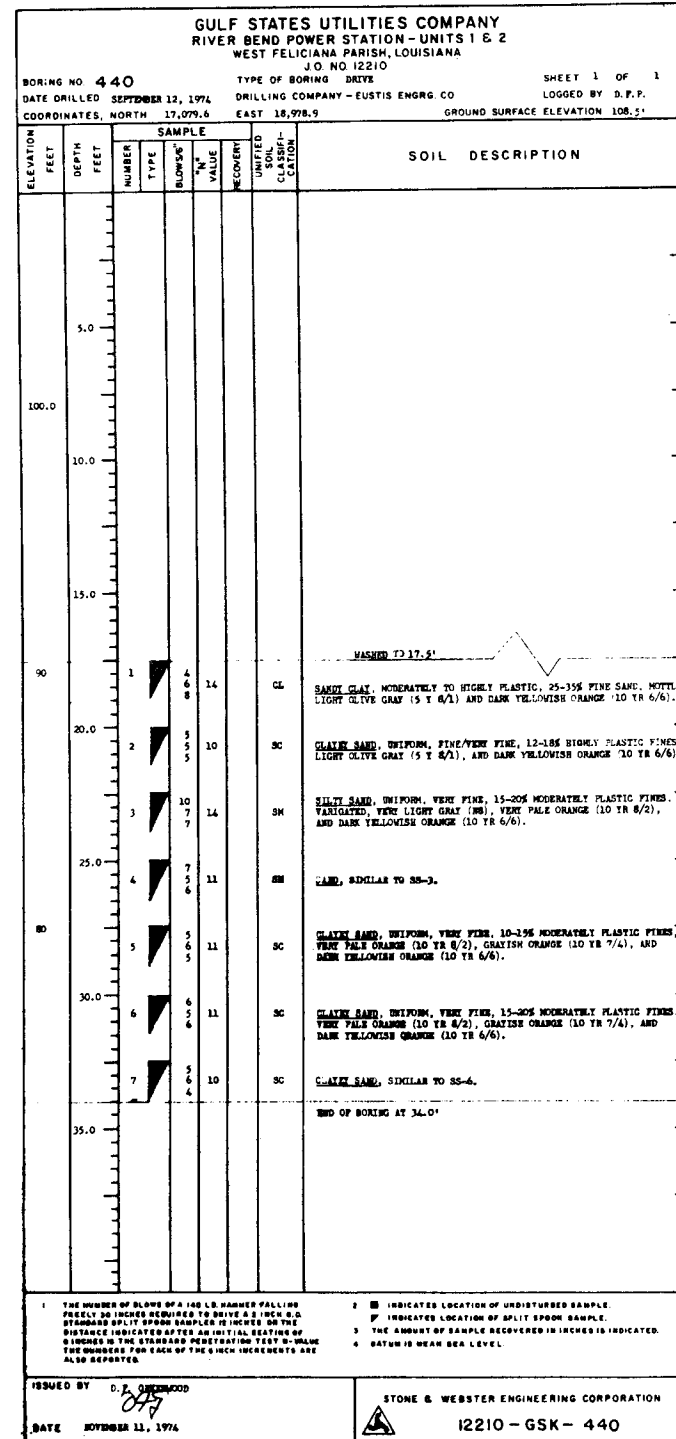 GULF STATES UTILITIES COMPANY
RIVER BEND POWER STATION - UNITS 1 & 2
WEST FELICIANA PARISH, LOUISIANA
J.O. NO. 12210
BORING NO. 440 TYPE OF BORING DRIVE SHEET 1 OF 1
DATE DRILLED SEPTEMBER 12, 1974 DRILLING COMPANY - EUSTIS ENGRG. CO LOGGED BY D.F.P.
COORDINATES, NORTH 17,079.6 EAST 18,978.9 GROUND SURFACE ELEVATION 108.5'
ELEVATION FEET
DEPTH FEET
SAMPLE
NUMBER
TYPE
BLOWS/6"
"N" VALUE
RECOVERY
UNIFIED SOIL CLASSIFI-CATION
SOIL DESCRIPTION
5.0
100.0
10.0
15.0
WASHED TO 17.5'
90
1 4 6 8 14 CL
SANDY CLAY, MODERATELY TO HIGHLY PLASTIC, 25-35% FINE SAND, MOTTL
LIGHT OLIVE GRAY (5 Y 8/1) AND DARK YELLOWISH ORANGE (10 YR 6/6).
20.0
2 5 5 5 10 SC
CLAYEY SAND, UNIFORM, FINE/VERY FINE, 12-18% HIGHLY PLASTIC FINES
LIGHT OLIVE GRAY (5 Y 8/1), AND DARK YELLOWISH ORANGE (10 YR 6/6)
3 10 7 7 14 SM
SILTY SAND, UNIFORM, VERY FINE, 15-20% MODERATELY PLASTIC FINES.
VARIGATED, VERY LIGHT GRAY (N8), VERY PALE ORANGE (10 YR 8/2),
AND DARK YELLOWISH ORANGE (10 YR 6/6).
25.0
4 7 5 6 11 SM
SAND, SIMILAR TO SS-3.
80
5 5 6 5 11 SC
CLAYEY SAND, UNIFORM, VERY FINE, 10-15% MODERATELY PLASTIC FINES,
VERY PALE ORANGE (10 YR 8/2), GRAYISH ORANGE (10 YR 7/4), AND
DARK YELLOWISH ORANGE (10 YR 6/6).
30.0
6 6 5 6 11 SC
CLAYEY SAND, UNIFORM, VERY FINE, 15-20% MODERATELY PLASTIC FINES
VERY PALE ORANGE (10 YR 8/2), GRAYISH ORANGE (10 YR 7/4), AND
DARK YELLOWISH ORANGE (10 YR 6/6).
7 5 6 4 10 SC
CLAYEY SAND, SIMILAR TO SS-6.
END OF BORING AT 34.0'
35.0
1 THE NUMBER OF BLOWS OF A 140 LB. HAMMER FALLING
FREELY 30 INCHES REQUIRED TO DRIVE A 2 INCH O.D.
STANDARD SPLIT SPOON SAMPLER 12 INCHES OR THE
DISTANCE INDICATED AFTER AN INITIAL SEATING OF
6 INCHES IS THE STANDARD PENETRATION TEST N-VALUE
THE NUMBERS FOR EACH OF THE 6 INCH INCREMENTS ARE
ALSO REPORTED.
2 INDICATES LOCATION OF UNDISTURBED SAMPLE.
INDICATES LOCATION OF SPLIT SPOON SAMPLE.
3 THE AMOUNT OF SAMPLE RECOVERED IN INCHES IS INDICATED.
4 DATUM IS MEAN SEA LEVEL.
ISSUED BY D.F. GREENWOOD
DATE NOVEMBER 11, 1974
STONE & WEBSTER ENGINEERING CORPORATION
12210 - GSK - 440